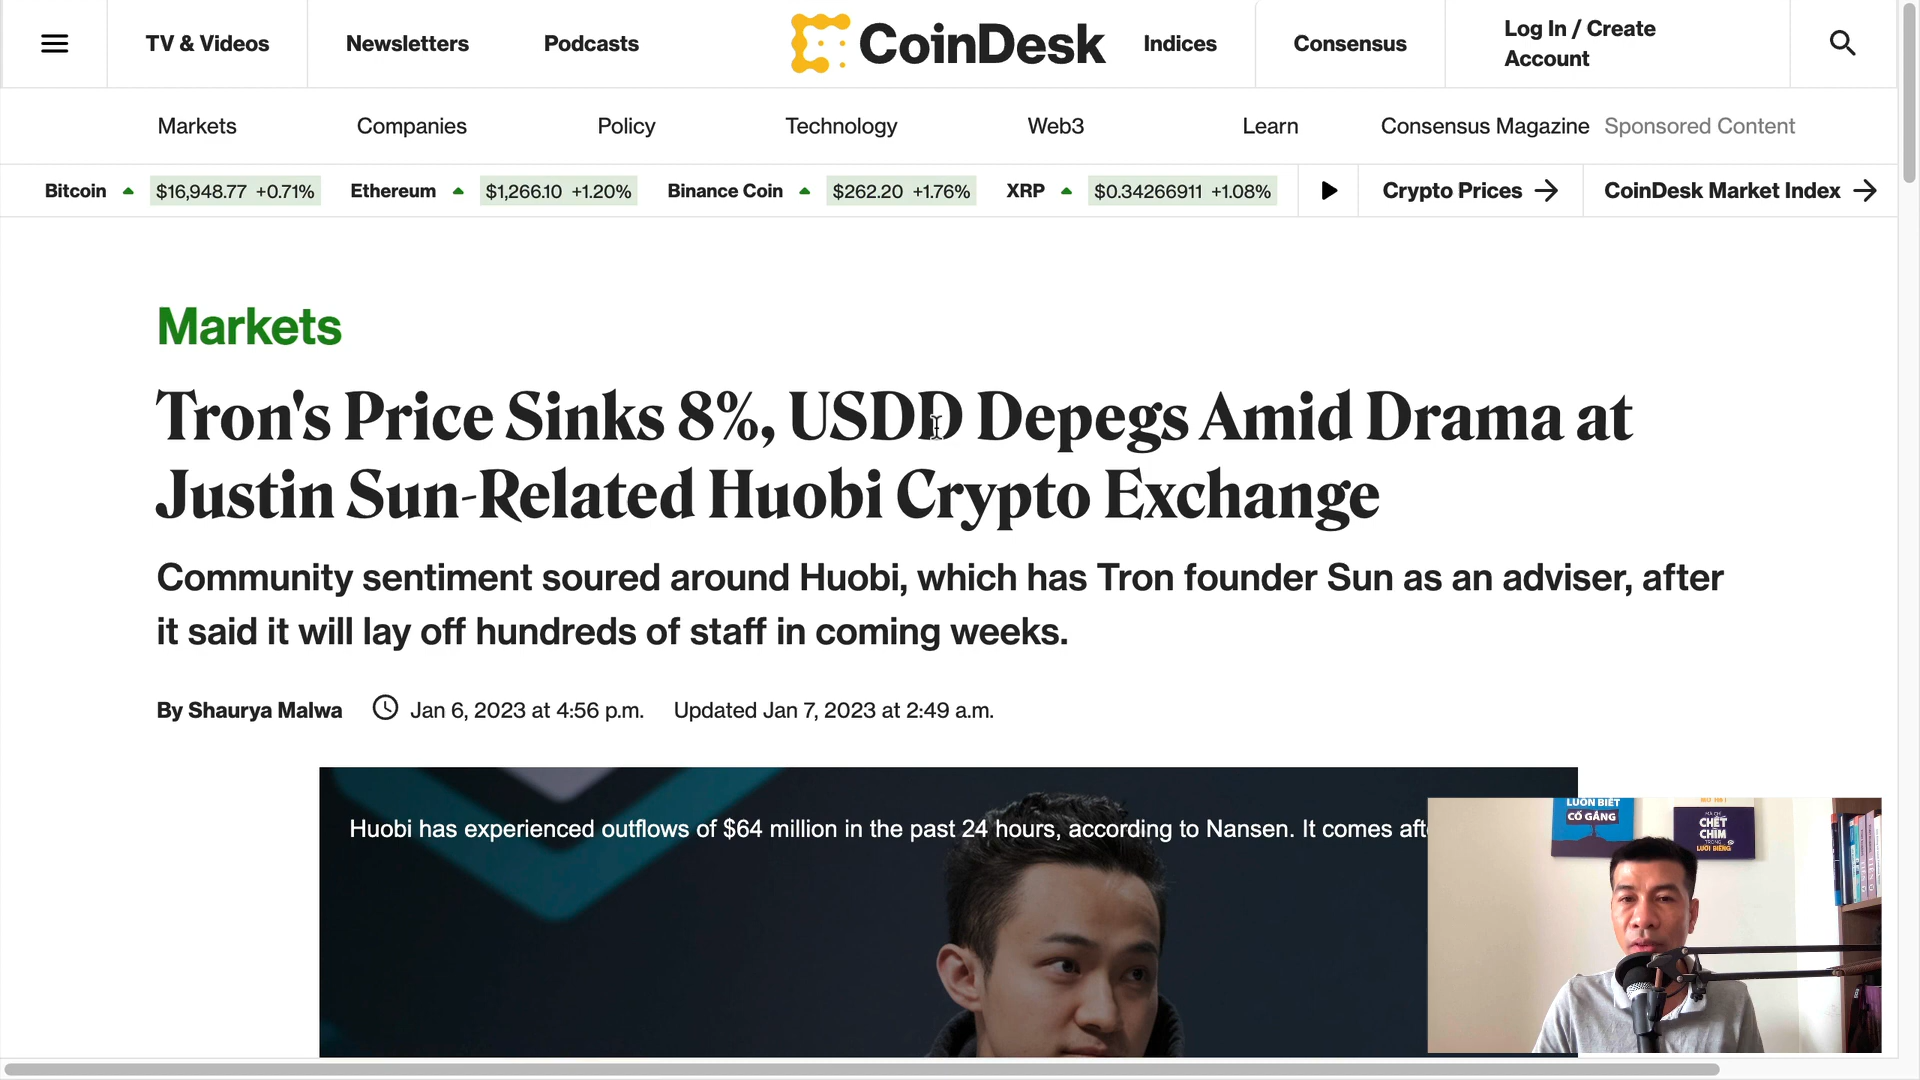 TV & Videos
Newsletters
Podcasts
CoinDesk
Indices
Consensus
Log In / Create
Account
Markets
Companies
Policy
Technology
Web3
Learn
Consensus Magazine
Sponsored Content
Bitcoin $16,948.77 +0.71%
Ethereum $1,266.10 +1.20%
Binance Coin $262.20 +1.76%
XRP $0.34266911 +1.08%
Crypto Prices →
CoinDesk Market Index →
Markets
Tron's Price Sinks 8%, USDD Depegs Amid Drama at
Justin Sun-Related Huobi Crypto Exchange
Community sentiment soured around Huobi, which has Tron founder Sun as an adviser, after
it said it will lay off hundreds of staff in coming weeks.
By Shaurya Malwa
Jan 6, 2023 at 4:56 p.m.
Updated Jan 7, 2023 at 2:49 a.m.
Huobi has experienced outflows of $64 million in the past 24 hours, according to Nansen. It comes
LUÔN BIẾT
CỐ GẮNG
CHẾT
CHÌM
TRONG
LƯỜI BIẾNG